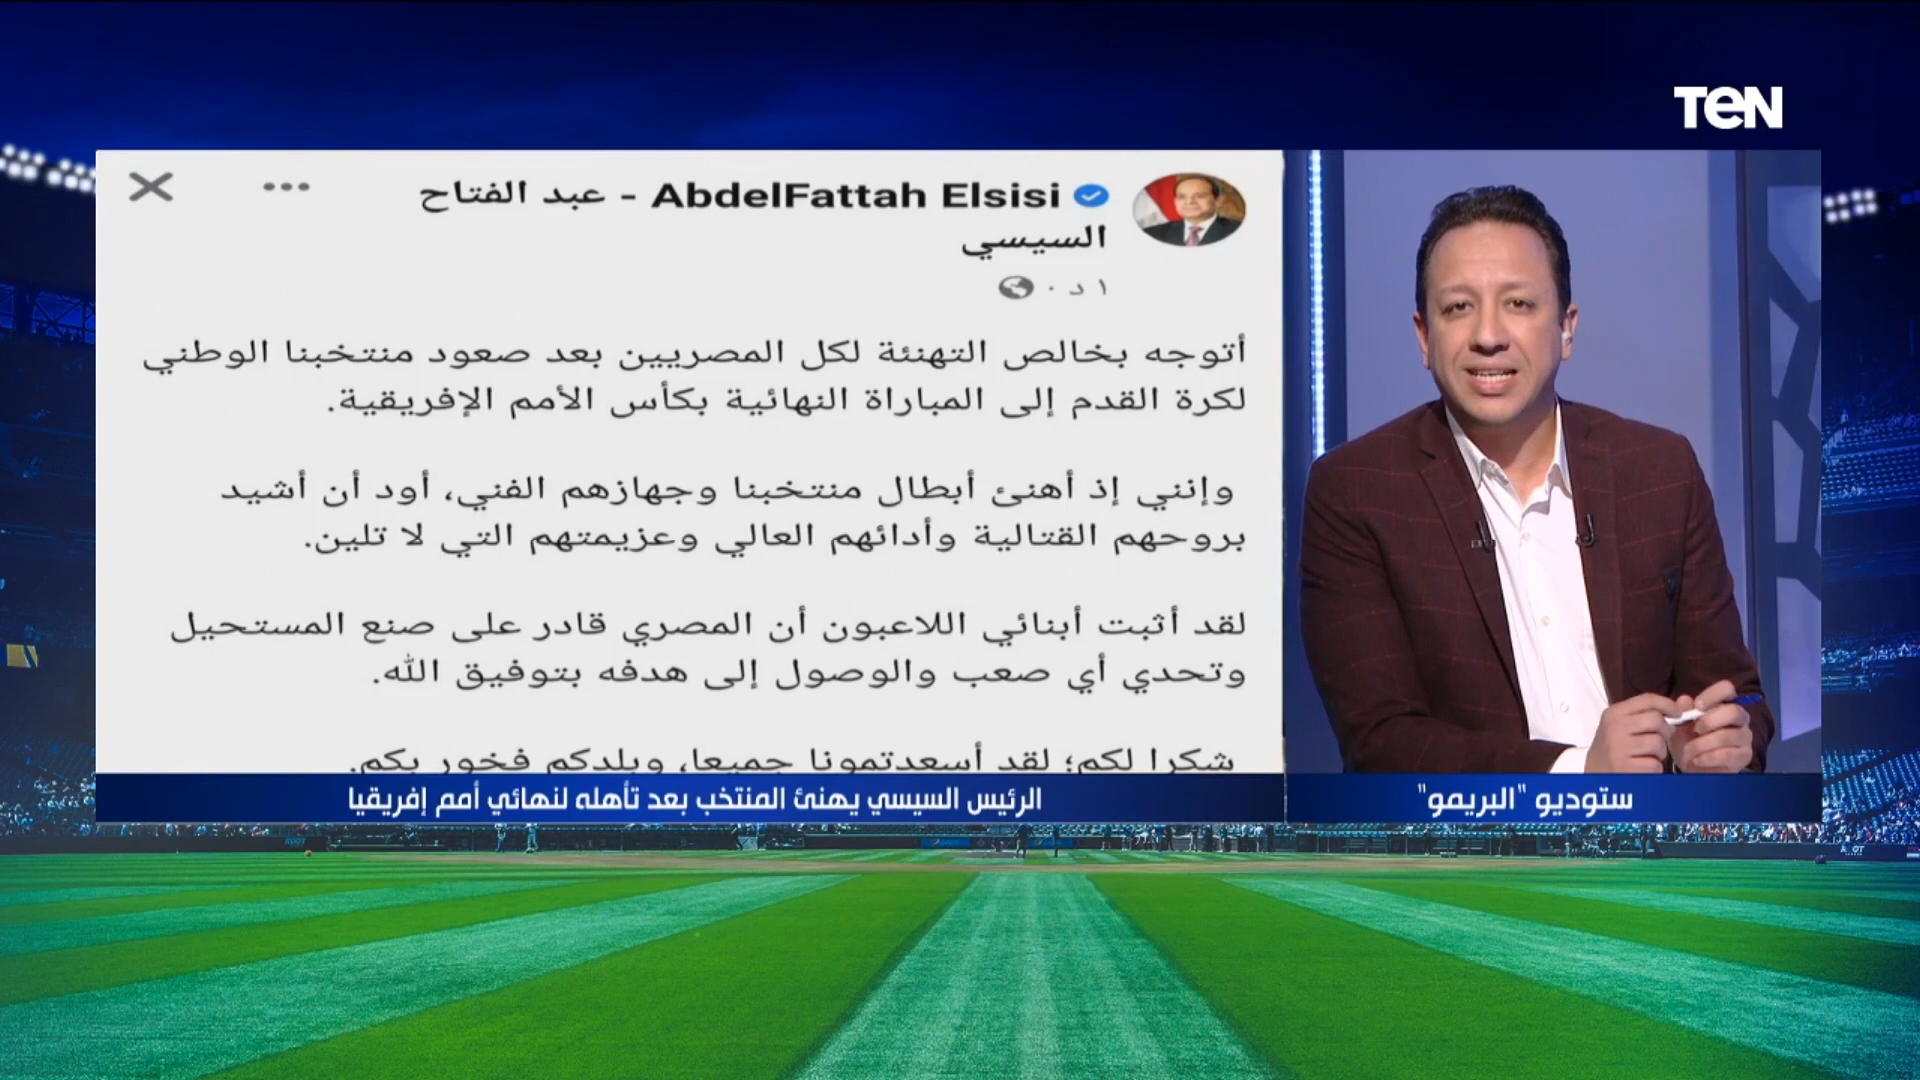 TEN
AbdelFattah Elsisi - عبد الفتاح
السيسي
١ د ·
أتوجه بخالص التهنئة لكل المصريين بعد صعود منتخبنا الوطني
لكرة القدم إلى المباراة النهائية بكأس الأمم الإفريقية.
وإنني إذ أهنئ أبطال منتخبنا وجهازهم الفني، أود أن أشيد
بروحهم القتالية وأدائهم العالي وعزيمتهم التي لا تلين.
لقد أثبت أبنائي اللاعبون أن المصري قادر على صنع المستحيل
وتحدي أي صعب والوصول إلى هدفه بتوفيق الله.
شكرا لكم؛ لقد أسعدتمونا جميعا، وبلدكم فخور بكم.
الرئيس السيسي يهنئ المنتخب بعد تأهله لنهائي أمم إفريقيا
ستوديو "البريمو"